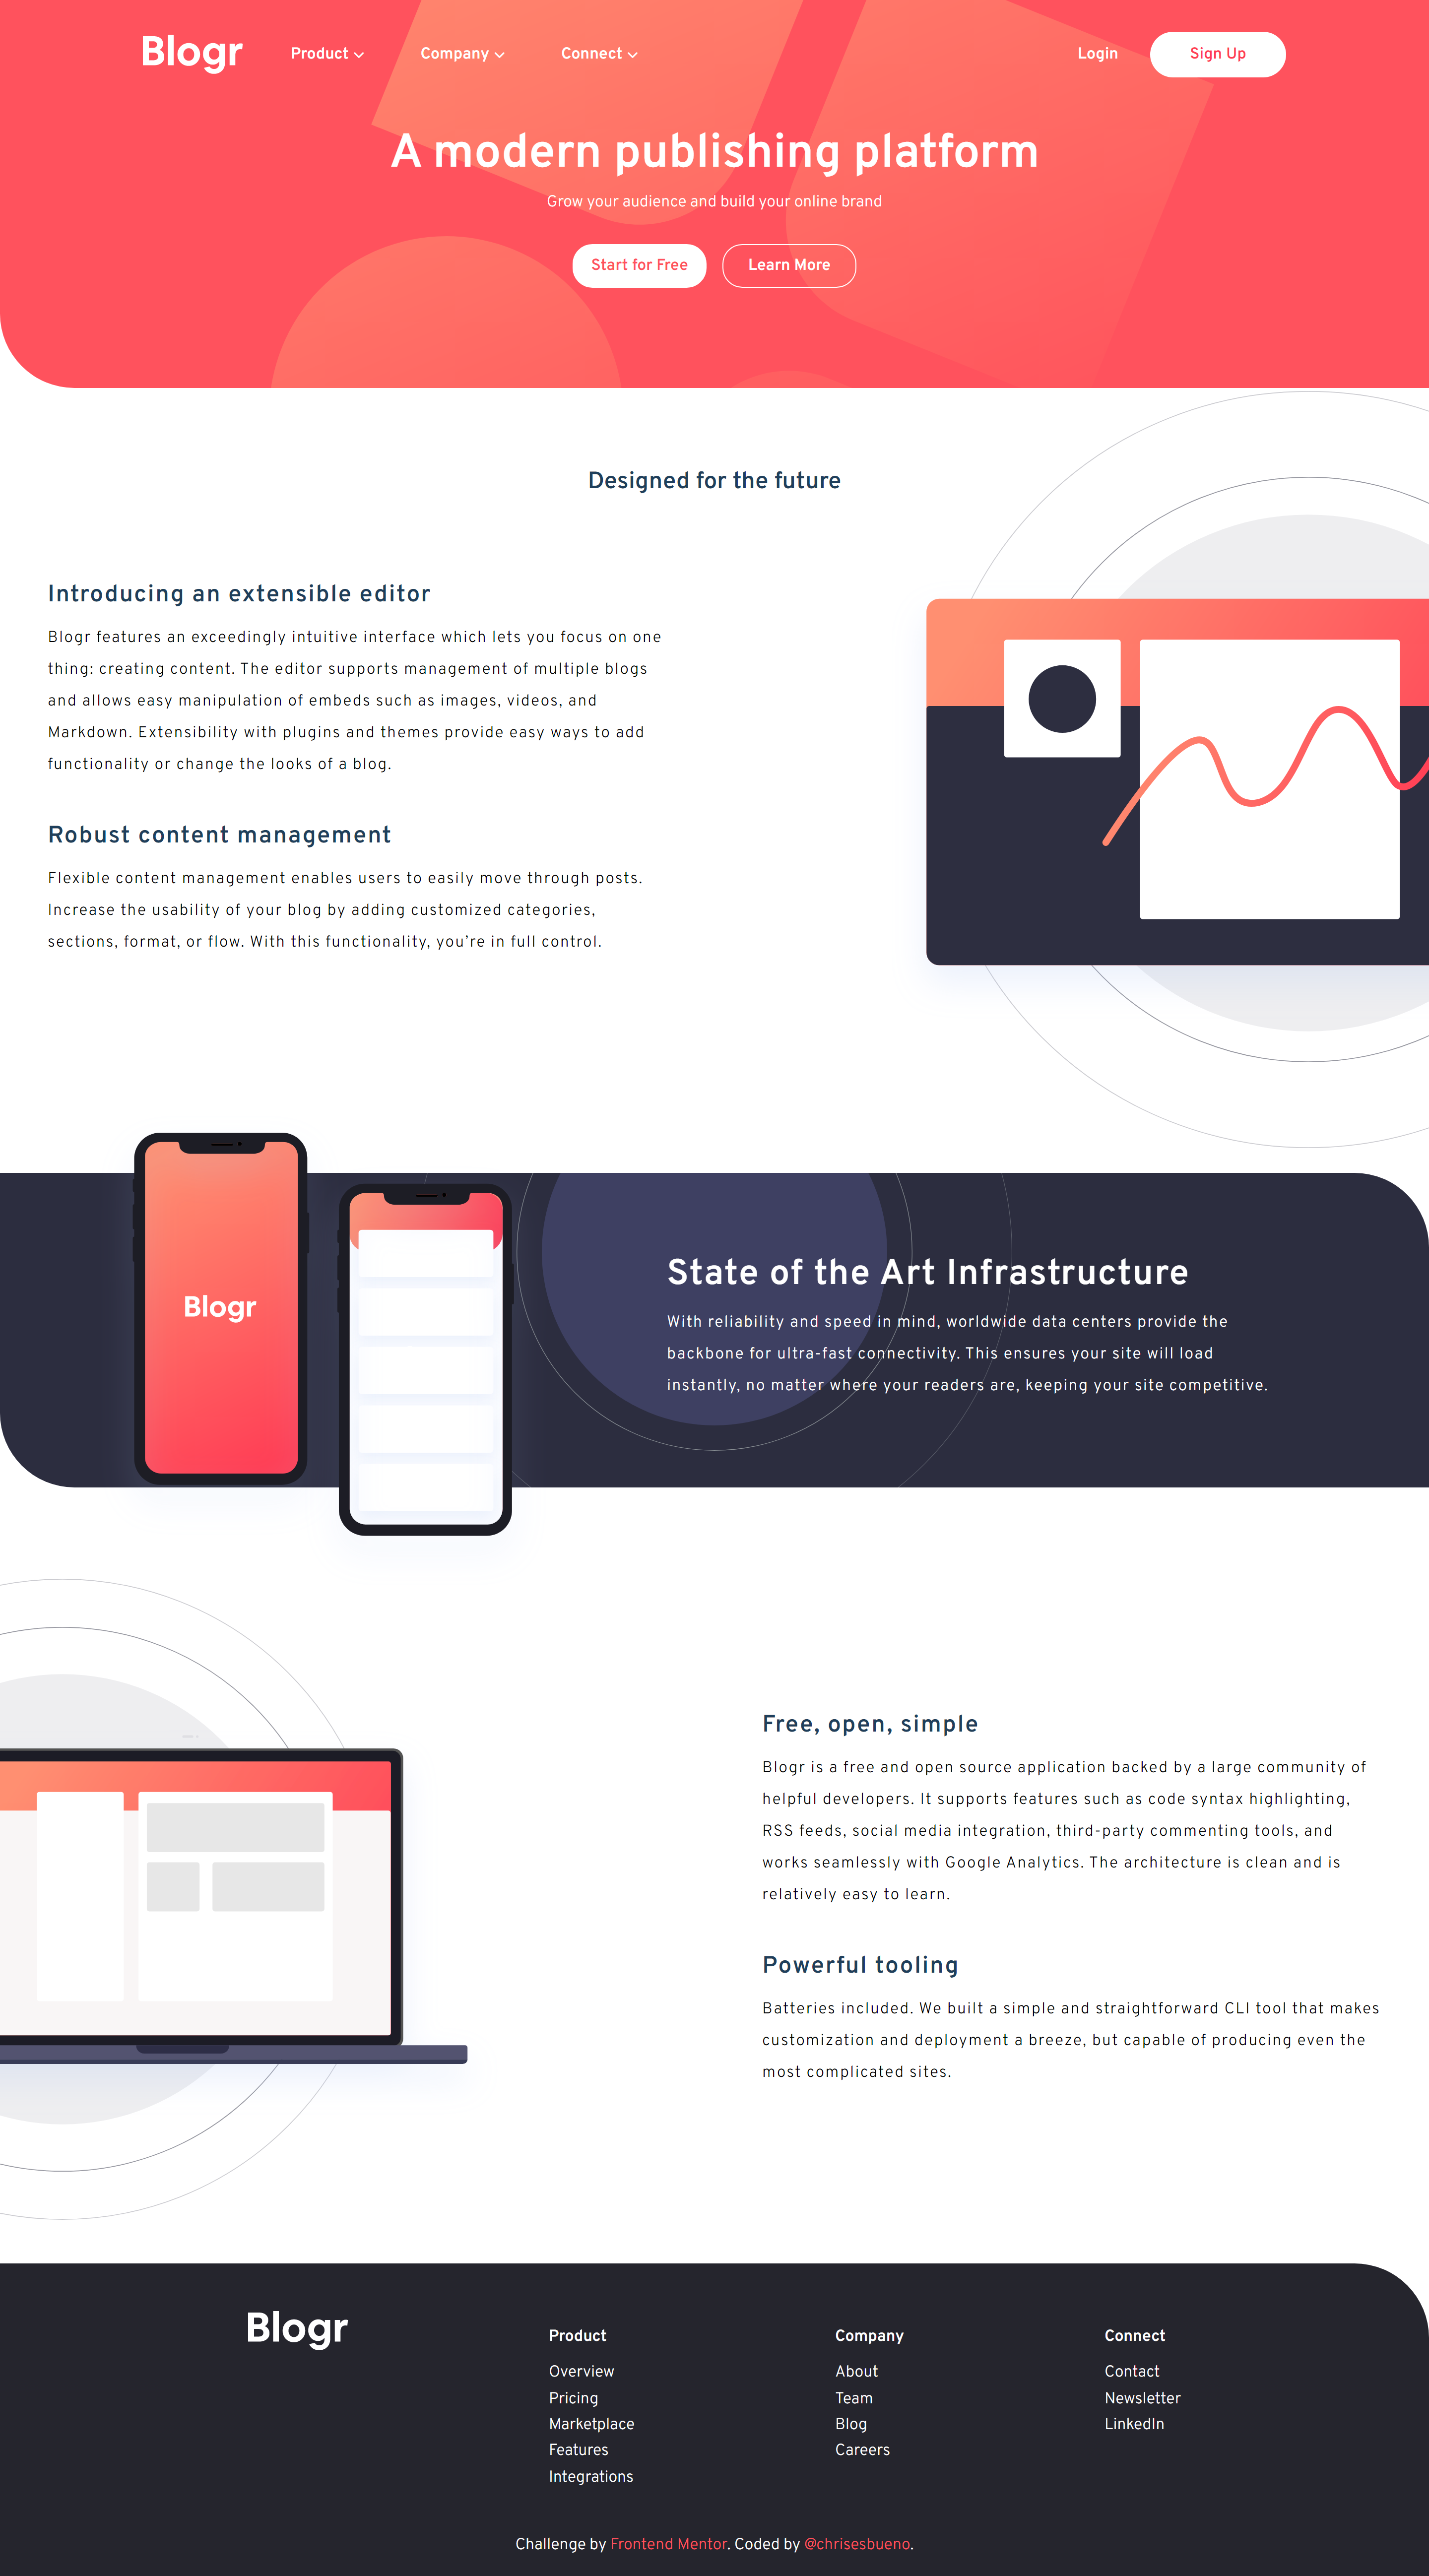 Blogr
Product
Company
Connect
Login
Sign Up
A modern publishing platform
Grow your audience and build your online brand
Start for Free
Learn More
Designed for the future
Introducing an extensible editor
Blogr features an exceedingly intuitive interface which lets you focus on one
thing: creating content. The editor supports management of multiple blogs
and allows easy manipulation of embeds such as images, videos, and
Markdown. Extensibility with plugins and themes provide easy ways to add
functionality or change the looks of a blog.
Robust content management
Flexible content management enables users to easily move through posts.
Increase the usability of your blog by adding customized categories,
sections, format, or flow. With this functionality, you’re in full control.
Blogr
State of the Art Infrastructure
With reliability and speed in mind, worldwide data centers provide the
backbone for ultra-fast connectivity. This ensures your site will load
instantly, no matter where your readers are, keeping your site competitive.
Free, open, simple
Blogr is a free and open source application backed by a large community of
helpful developers. It supports features such as code syntax highlighting,
RSS feeds, social media integration, third-party commenting tools, and
works seamlessly with Google Analytics. The architecture is clean and is
relatively easy to learn.
Powerful tooling
Batteries included. We built a simple and straightforward CLI tool that makes
customization and deployment a breeze, but capable of producing even the
most complicated sites.
Blogr
Product
Overview
Pricing
Marketplace
Features
Integrations
Company
About
Team
Blog
Careers
Connect
Contact
Newsletter
LinkedIn
Challenge by Frontend Mentor. Coded by @chrisesbueno.